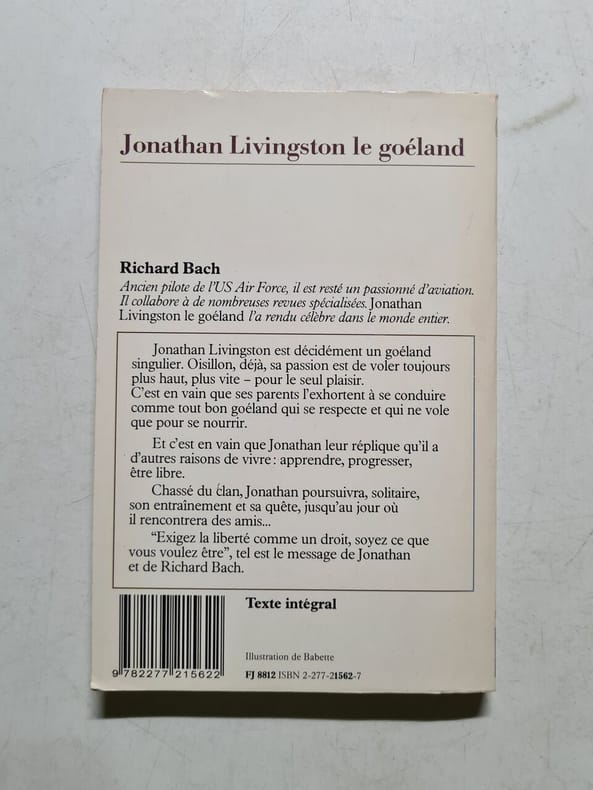 Jonathan Livingston le goéland
Richard Bach
Ancien pilote de l'US Air Force, il est resté un passionné d'aviation.
Il collabore à de nombreuses revues spécialisées. Jonathan
Livingston le goéland l'a rendu célèbre dans le monde entier.
Jonathan Livingston est décidément un goéland
singulier. Oisillon, déjà, sa passion est de voler toujours
plus haut, plus vite – pour le seul plaisir.
C'est en vain que ses parents l'exhortent à se conduire
comme tout bon goéland qui se respecte et qui ne vole
que pour se nourrir.
Et c'est en vain que Jonathan leur réplique qu'il a
d'autres raisons de vivre : apprendre, progresser,
être libre.
Chassé du clan, Jonathan poursuivra, solitaire,
son entraînement et sa quête, jusqu'au jour où
il rencontrera des amis...
“Exigez la liberté comme un droit, soyez ce que
vous voulez être”, tel est le message de Jonathan
et de Richard Bach.
Texte intégral
Illustration de Babette
9 782277 215622
FJ 8812 ISBN 2-277-21562-7